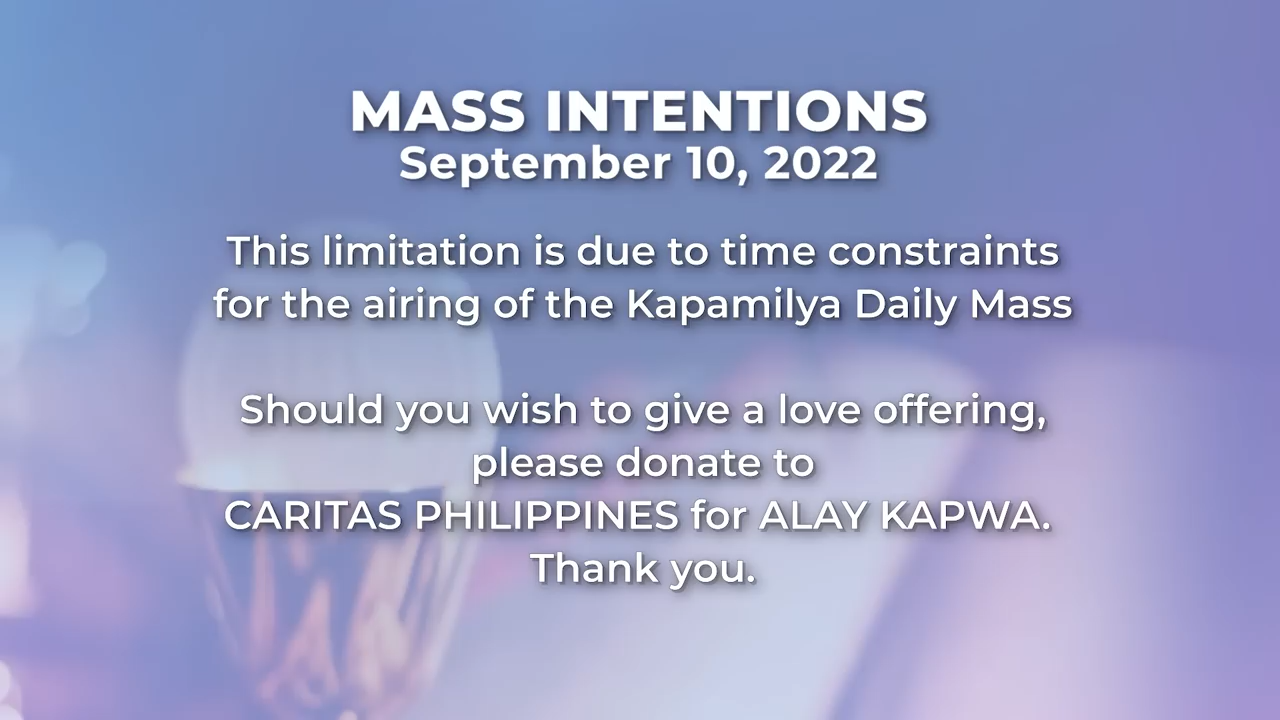 MASS INTENTIONS
September 10, 2022
This limitation is due to time constraints
for the airing of the Kapamilya Daily Mass
Should you wish to give a love offering,
please donate to
CARITAS PHILIPPINES for ALAY KAPWA.
Thank you.